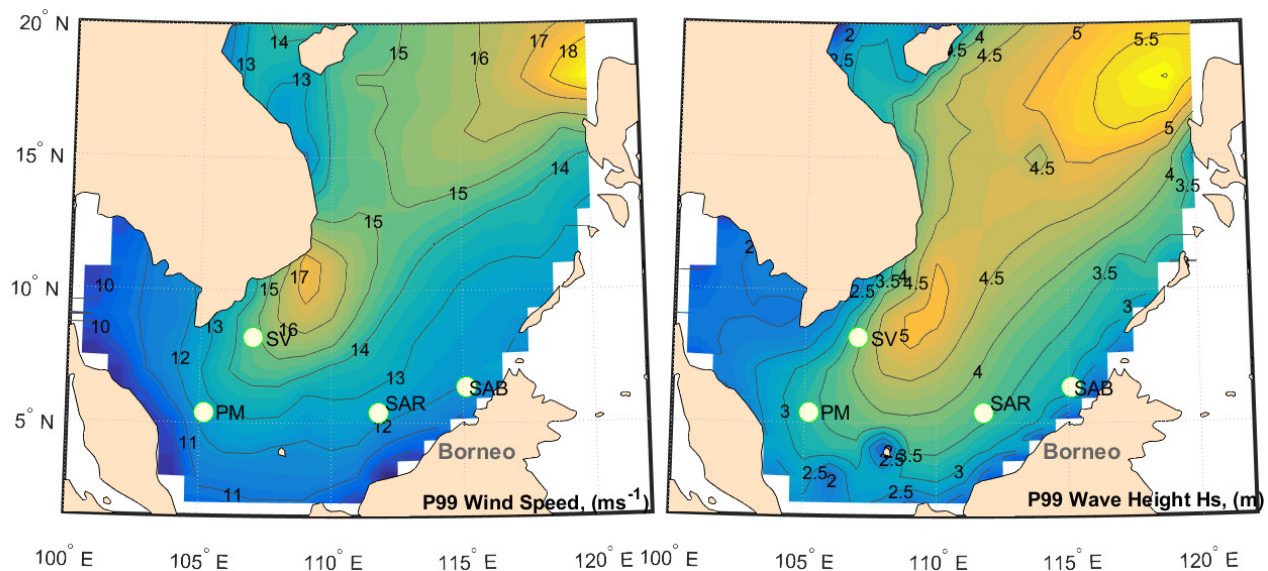 20° N
15° N
10° N
5° N
100° E
105° E
110° E
115° E
120° E
14
15
16
17
18
13
13
14
15
15
10
17
15
10
13
16
SV
12
14
13
SAB
PM
SAR
12
11
Borneo
11
P99 Wind Speed, (ms-1)
2
4
5
5.5
4.5
2.5
5
4.5
4
3.5
2
4
3.5
4.5
4.5
3.5
2.5
3
SV
5
4
SAB
3
PM
SAR
2
2.5
3.5
Borneo
2.5
2
3
2.5
P99 Wave Height Hs, (m)
100° E
105° E
110° E
115° E
120° E